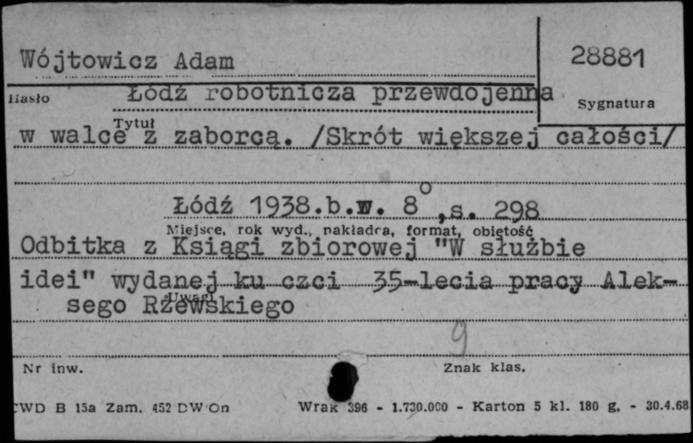 Wójtowicz Adam
28881
Hasło
Łódź robotnicza przewdojenna
Sygnatura
Tytuł
w walce z zaborcą. /Skrót większej całości/
Łódź 1938.b.w. 8° ,s. 298
Miejsce, rok wyd., nakładca, format, objętość
Odbitka z Książi zbiorowej "W służbie
idei" wydanej ku czci 35-lecia pracy Alek-
Uwagi
sego Rżewskiego
9
Nr inw.
Znak klas.
CWD B 15a Zam. 452 DW On
Wrak 396 - 1.730.000 - Karton 5 kl. 180 g. - 30.4.68